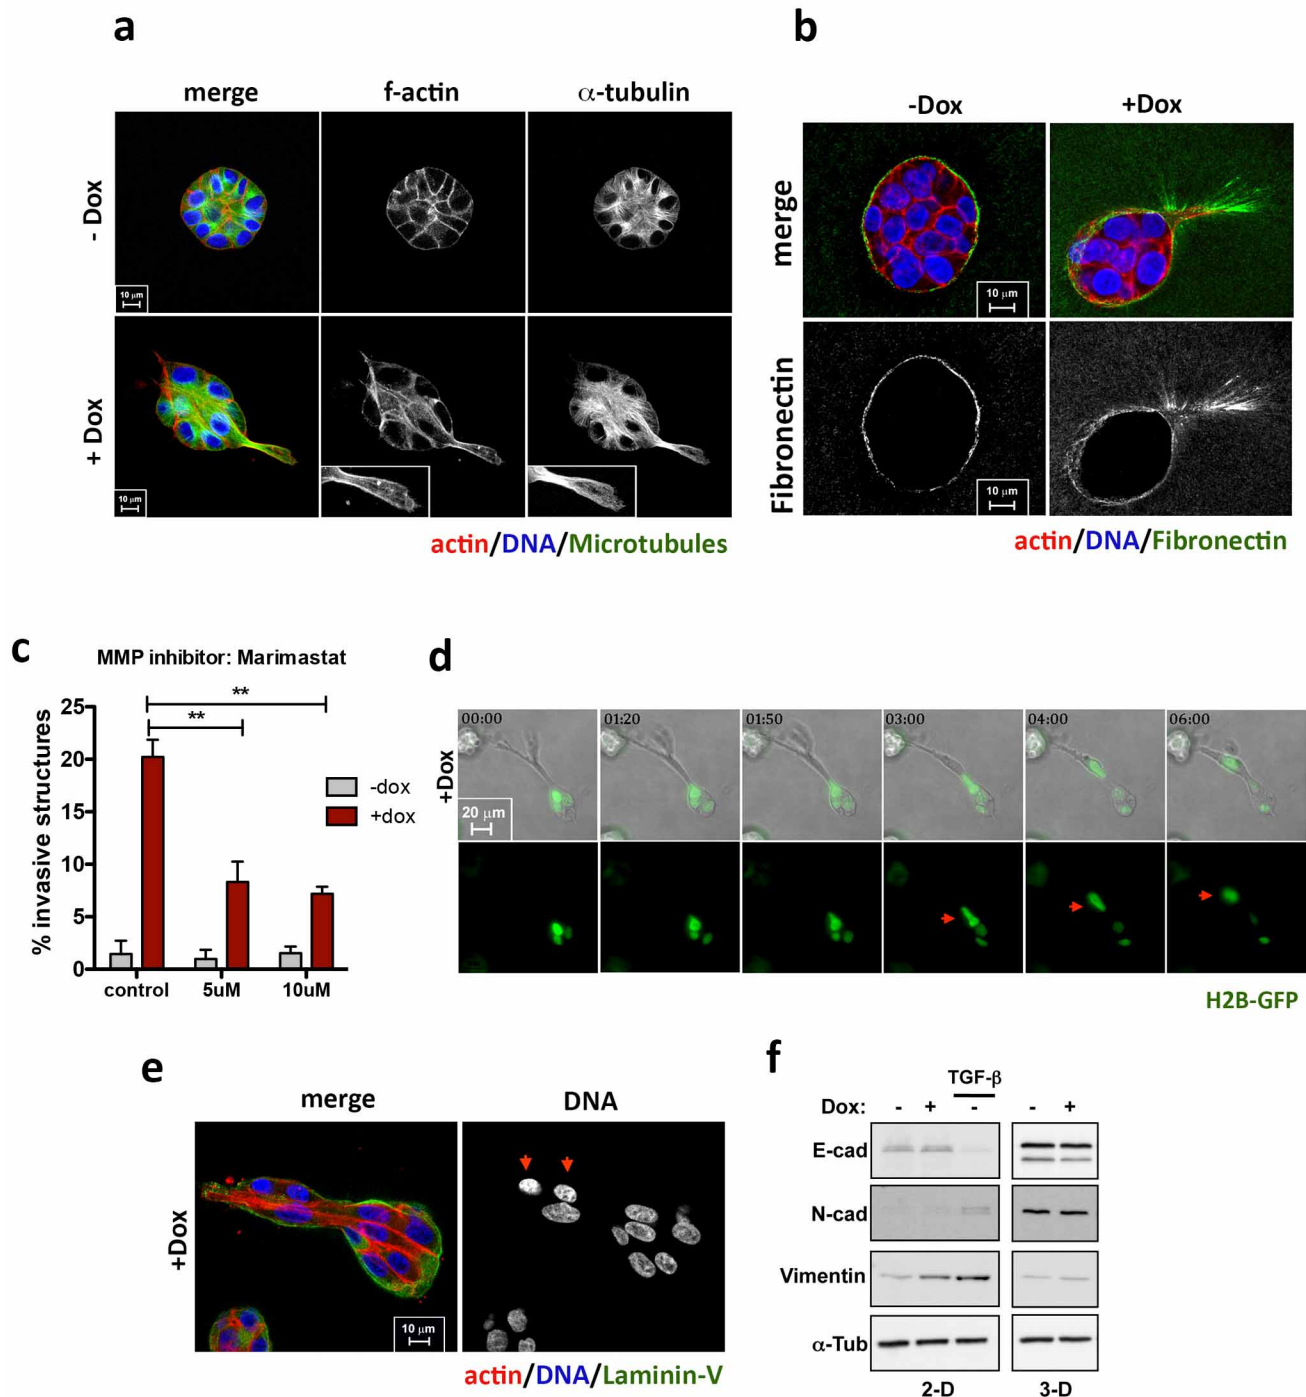 a
merge f-actin α-tubulin
- Dox
10 μm
+ Dox
10 μm
actin/DNA/Microtubules
b
-Dox +Dox
merge
10 μm
Fibronectin
10 μm
actin/DNA/Fibronectin
c
MMP inhibitor: Marimastat
**
**
% invasive structures
25
20
15
10
5
0
control 5uM 10uM
-dox
+dox
d
+Dox
00:00 01:20 01:50 03:00 04:00 06:00
20 μm
H2B-GFP
e
merge DNA
+Dox
10 μm
actin/DNA/Laminin-V
f
TGF-β
Dox: - + - - +
E-cad
N-cad
Vimentin
α-Tub
2-D 3-D